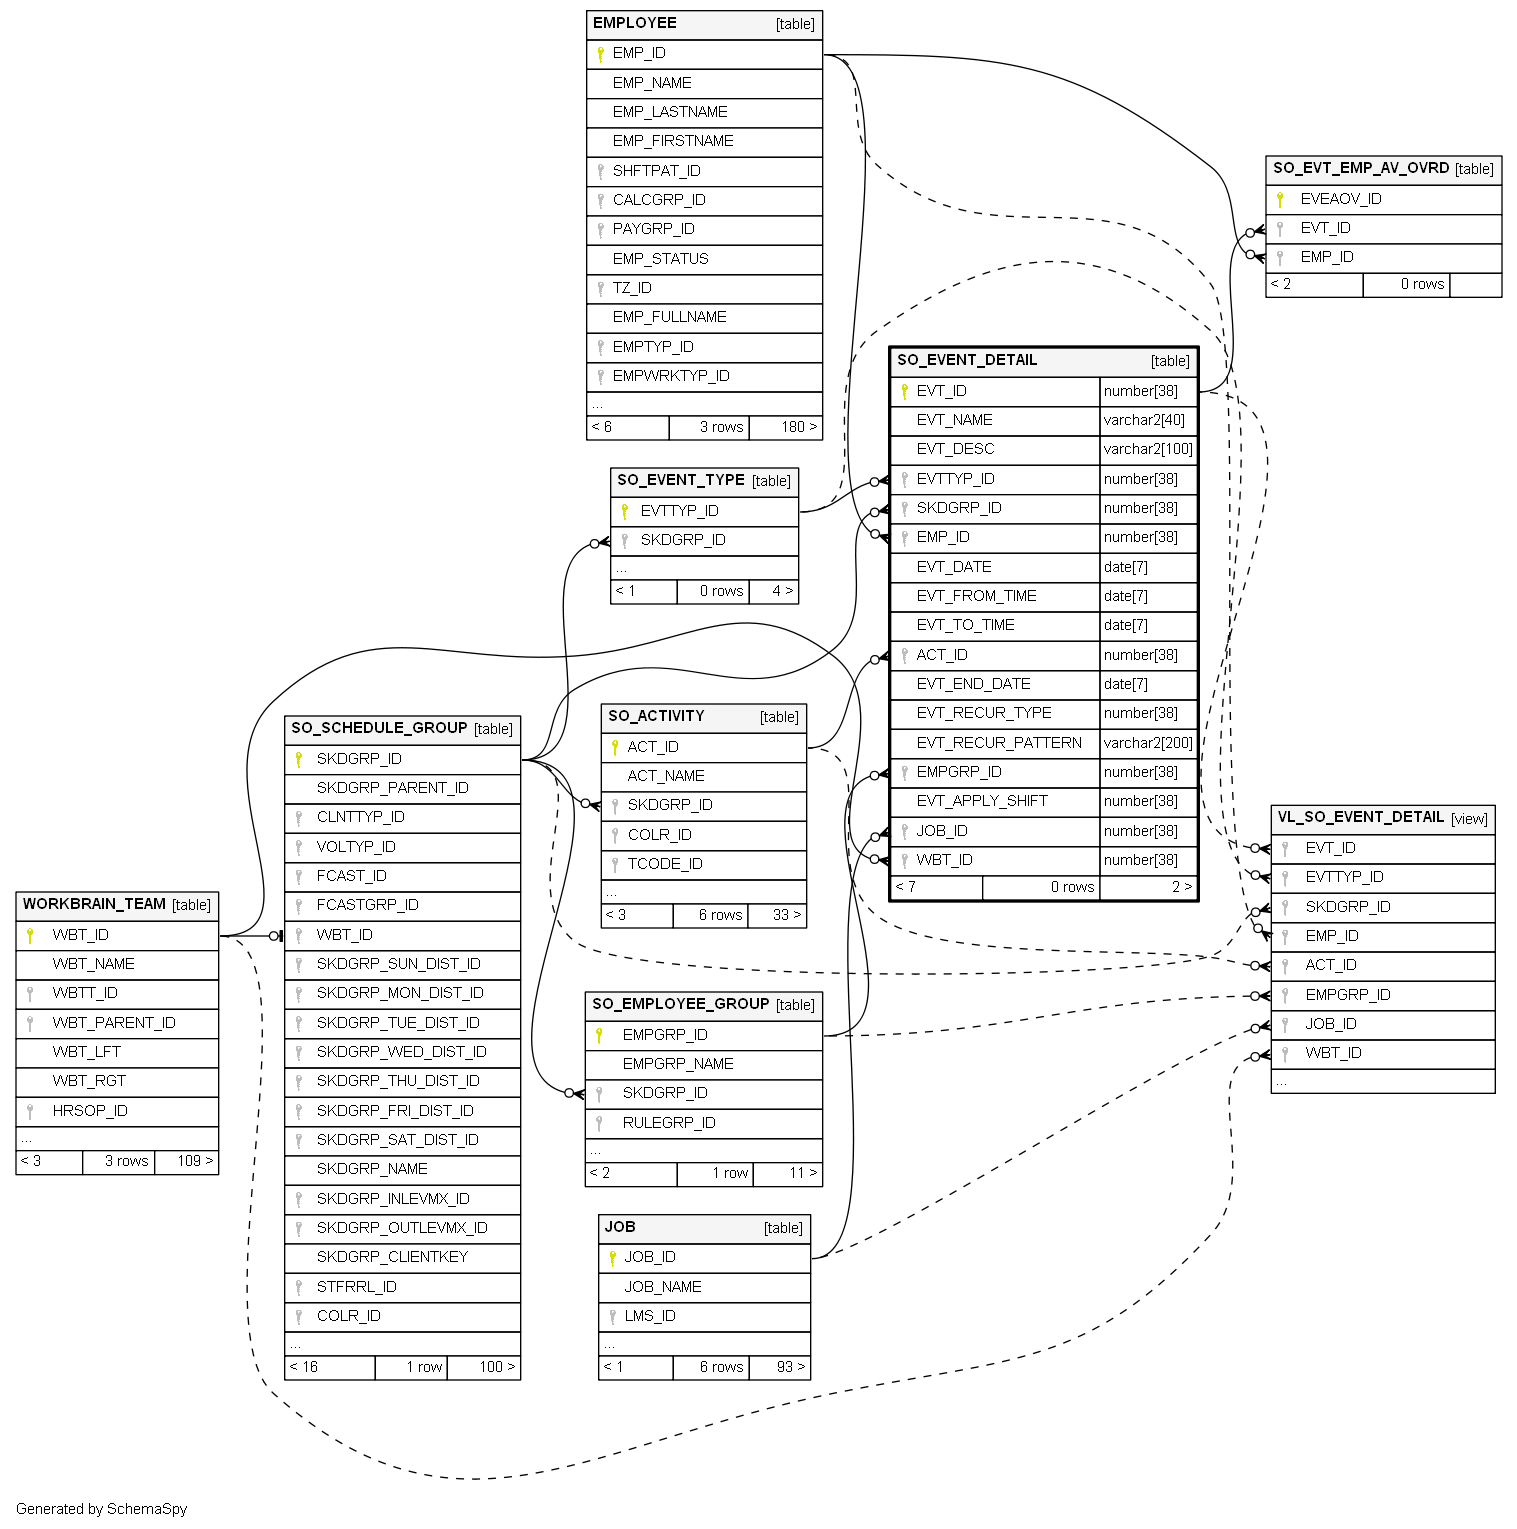 EMPLOYEE [table]
EMP_ID
EMP_NAME
EMP_LASTNAME
EMP_FIRSTNAME
SHFTPAT_ID
CALCGRP_ID
PAYGRP_ID
EMP_STATUS
TZ_ID
EMP_FULLNAME
EMPTYP_ID
EMPWRKTYP_ID
...
< 6 3 rows 180 >
SO_EVT_EMP_AV_OVRD [table]
EVEAOV_ID
EVT_ID
EMP_ID
< 2 0 rows
SO_EVENT_DETAIL [table]
EVT_ID number[38]
EVT_NAME varchar2[40]
EVT_DESC varchar2[100]
EVTTYP_ID number[38]
SKDGRP_ID number[38]
EMP_ID number[38]
EVT_DATE date[7]
EVT_FROM_TIME date[7]
EVT_TO_TIME date[7]
ACT_ID number[38]
EVT_END_DATE date[7]
EVT_RECUR_TYPE number[38]
EVT_RECUR_PATTERN varchar2[200]
EMPGRP_ID number[38]
EVT_APPLY_SHIFT number[38]
JOB_ID number[38]
WBT_ID number[38]
< 7 0 rows 2 >
SO_EVENT_TYPE [table]
EVTTYP_ID
SKDGRP_ID
...
< 1 0 rows 4 >
SO_ACTIVITY [table]
ACT_ID
ACT_NAME
SKDGRP_ID
COLR_ID
TCODE_ID
...
< 3 6 rows 33 >
SO_SCHEDULE_GROUP [table]
SKDGRP_ID
SKDGRP_PARENT_ID
CLNTTYP_ID
VOLTYP_ID
FCAST_ID
FCASTGRP_ID
WBT_ID
SKDGRP_SUN_DIST_ID
SKDGRP_MON_DIST_ID
SKDGRP_TUE_DIST_ID
SKDGRP_WED_DIST_ID
SKDGRP_THU_DIST_ID
SKDGRP_FRI_DIST_ID
SKDGRP_SAT_DIST_ID
SKDGRP_NAME
SKDGRP_INLEVMX_ID
SKDGRP_OUTLEVMX_ID
SKDGRP_CLIENTKEY
STFRRL_ID
COLR_ID
...
< 16 1 row 100 >
WORKBRAIN_TEAM [table]
WBT_ID
WBT_NAME
WBTT_ID
WBT_PARENT_ID
WBT_LFT
WBT_RGT
HRSOP_ID
...
< 3 3 rows 109 >
VL_SO_EVENT_DETAIL [view]
EVT_ID
EVTTYP_ID
SKDGRP_ID
EMP_ID
ACT_ID
EMPGRP_ID
JOB_ID
WBT_ID
...
SO_EMPLOYEE_GROUP [table]
EMPGRP_ID
EMPGRP_NAME
SKDGRP_ID
RULEGRP_ID
...
< 2 1 row 11 >
JOB [table]
JOB_ID
JOB_NAME
LMS_ID
...
< 1 6 rows 93 >
Generated by SchemaSpy